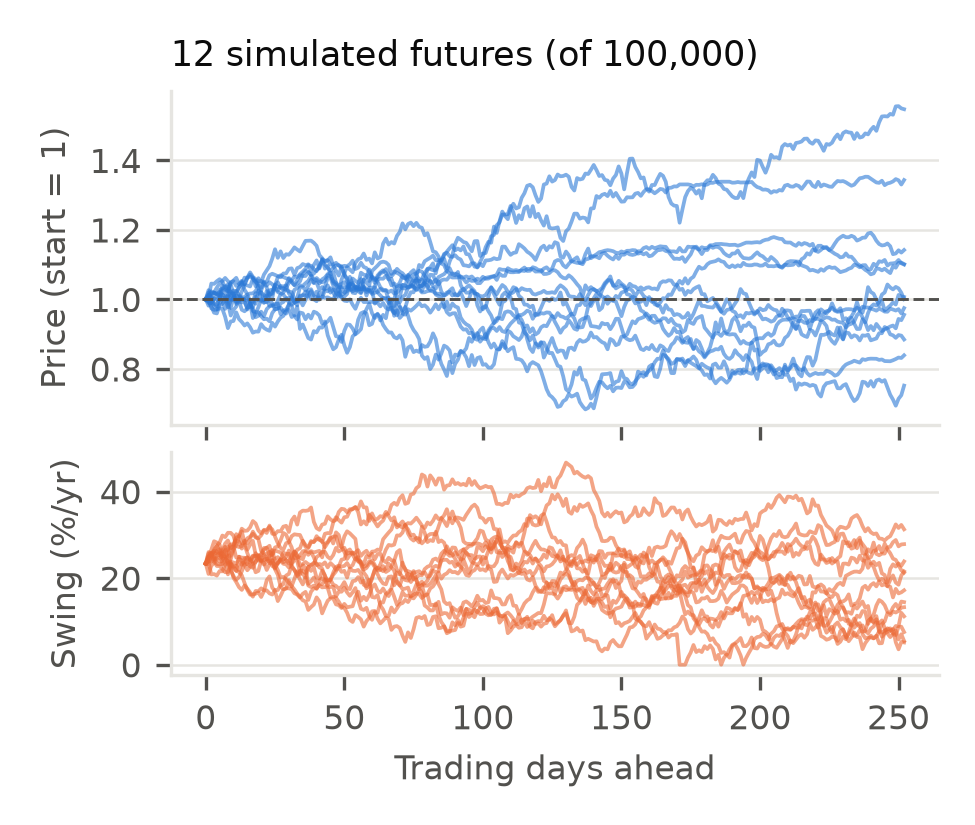 12 simulated futures (of 100,000)
Price (start = 1)
1.4
1.2
1.0
0.8
Swing (%/yr)
40
20
0
0 50 100 150 200 250
Trading days ahead